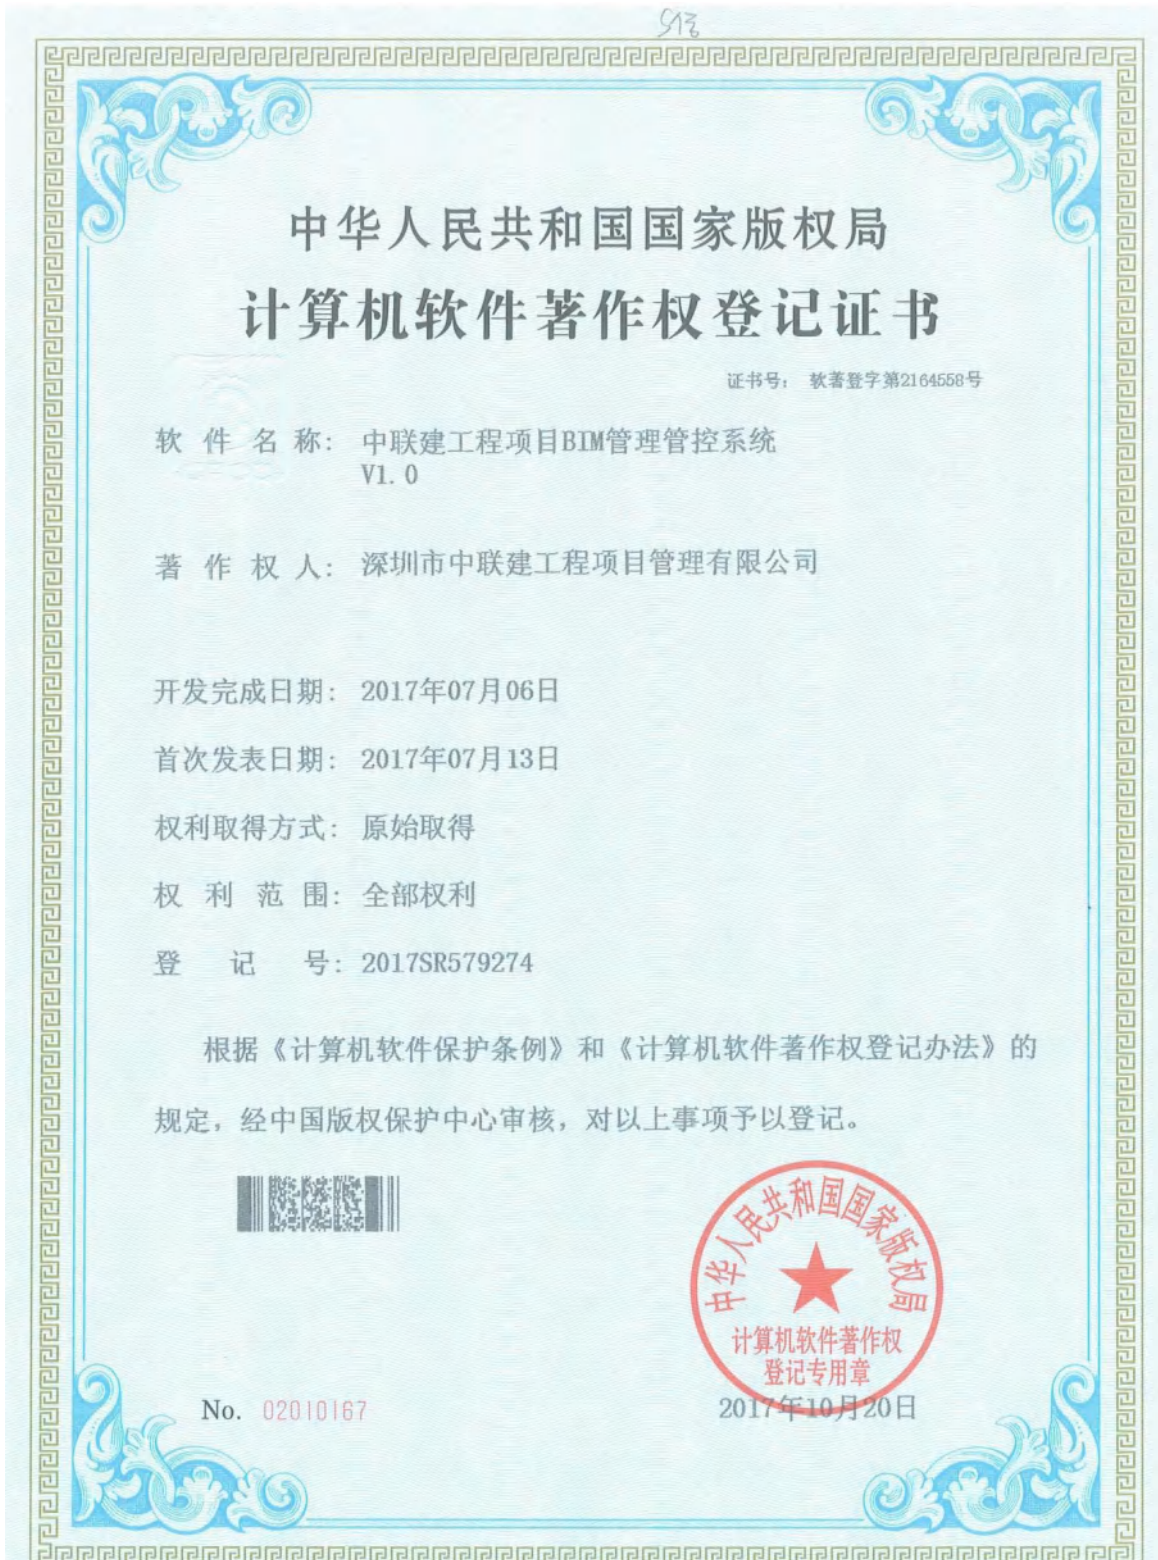 中华人民共和国国家版权局
计算机软件著作权登记证书
证书号： 软著登字第2164558号
软件名称： 中联建工程项目BIM管理管控系统
V1.0
著作权人： 深圳市中联建工程项目管理有限公司
开发完成日期： 2017年07月06日
首次发表日期： 2017年07月13日
权利取得方式： 原始取得
权利范围： 全部权利
登记号： 2017SR579274
根据《计算机软件保护条例》和《计算机软件著作权登记办法》的
规定，经中国版权保护中心审核，对以上事项予以登记。
中华人民共和国国家版权局
计算机软件著作权
登记专用章
No. 02010167
2017年10月20日